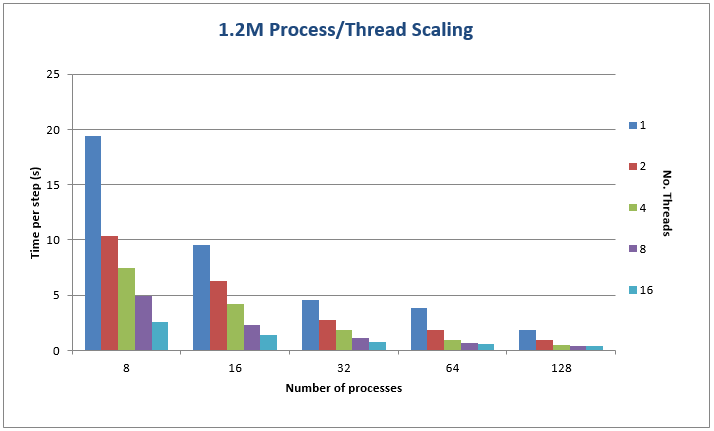 1.2M Process/Thread Scaling
25
20
15
10
5
0
Time per step (s)
8 16 32 64 128
Number of processes
1
2
4
8
16
No. Threads